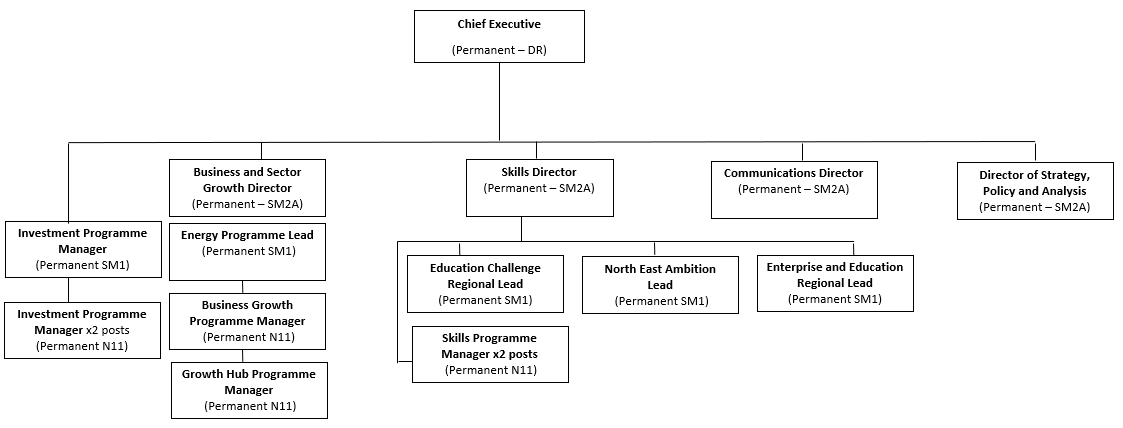 Chief Executive
(Permanent – DR)
Business and Sector
Growth Director
(Permanent – SM2A)
Skills Director
(Permanent – SM2A)
Communications Director
(Permanent – SM2A)
Director of Strategy,
Policy and Analysis
(Permanent – SM2A)
Investment Programme
Manager
(Permanent SM1)
Energy Programme Lead
(Permanent SM1)
Education Challenge
Regional Lead
(Permanent SM1)
North East Ambition
Lead
(Permanent SM1)
Enterprise and Education
Regional Lead
(Permanent SM1)
Investment Programme
Manager x2 posts
(Permanent N11)
Business Growth
Programme Manager
(Permanent N11)
Skills Programme
Manager x2 posts
(Permanent N11)
Growth Hub Programme
Manager
(Permanent N11)